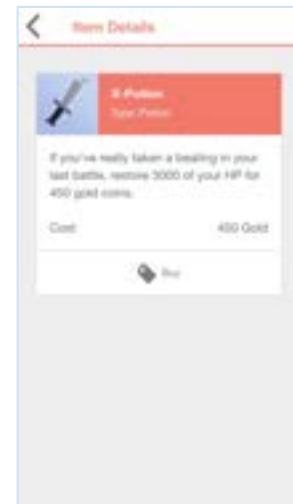 Item Details
X-Potion
Type: Potion
If you've really taken a beating in your
last battle, restore 3000 of your HP for
450 gold coins.
Cost 450 Gold
Buy